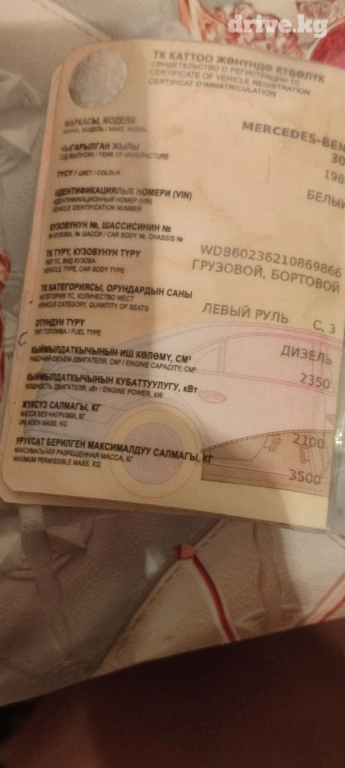 drive.kg
ТК КАТТОО ЖӨНҮНДӨ КҮБӨЛҮК
СВИДЕТЕЛЬСТВО О РЕГИСТРАЦИИ ТС
CERTIFICATE OF VEHICLE REGISTRATION
CERTIFICAT D'IMMATRICULATION
МАРКАСЫ, МОДЕЛИ
МАРКА, МОДЕЛЬ / MAKE, MODEL
MERCEDES-BEN
30
ЧЫГАРЫЛГАН ЖЫЛЫ
ГОД ВЫПУСКА / YEAR OF MANUFACTURE
198
ТҮСҮ / ЦВЕТ / COLOUR
БЕЛЫЙ
ИДЕНТИФИКАЦИЯЛЫК НОМЕРИ (VIN)
ИДЕНТИФИКАЦИОННЫЙ НОМЕР (VIN)
VEHICLE IDENTIFICATION NUMBER
WDB60236210869866
КУЗОВУНУН №, ШАССИСИНИН №
№ КУЗОВА, № ШАССИ / CAR BODY №, CHASSIS №
ТК ТҮРҮ, КУЗОВУНУН ТҮРҮ
ТИП ТС, ВИД КУЗОВА
VEHICLE TYPE, CAR BODY TYPE
ГРУЗОВОЙ, БОРТОВОЙ
ТК КАТЕГОРИЯСЫ, ОРУНДАРДЫН САНЫ
КАТЕГОРИЯ ТС, КОЛИЧЕСТВО МЕСТ
VEHICLE CATEGORY, QUANTITY OF SEATS
ЛЕВЫЙ РУЛЬ C, 3
ОТУНДУН ТҮРҮ
ТИП ТОПЛИВА / FUEL TYPE
ДИЗЕЛЬ
КЫЙМЫЛДАТКЫЧЫНЫН ИШ КӨЛӨМҮ, СМ³
РАБОЧИЙ ОБЪЕМ ДВИГАТЕЛЯ, СМ³ / ENGINE CAPACITY, CM³
2350
КЫЙМЫЛДАТКЫЧЫНЫН КУБАТТУУЛУГУ, кВт
МОЩНОСТЬ ДВИГАТЕЛЯ, кВт / ENGINE POWER, kW
ЖҮКСҮЗ САЛМАГЫ, КГ
МАССА БЕЗ НАГРУЗКИ, КГ
UNLADEN MASS, KG
2100
УРУКСАТ БЕРИЛГЕН МАКСИМАЛДУУ САЛМАГЫ, КГ
МАКСИМАЛЬНАЯ РАЗРЕШЕННАЯ МАССА, КГ
MAXIMUM PERMISSIBLE MASS, KG
3500